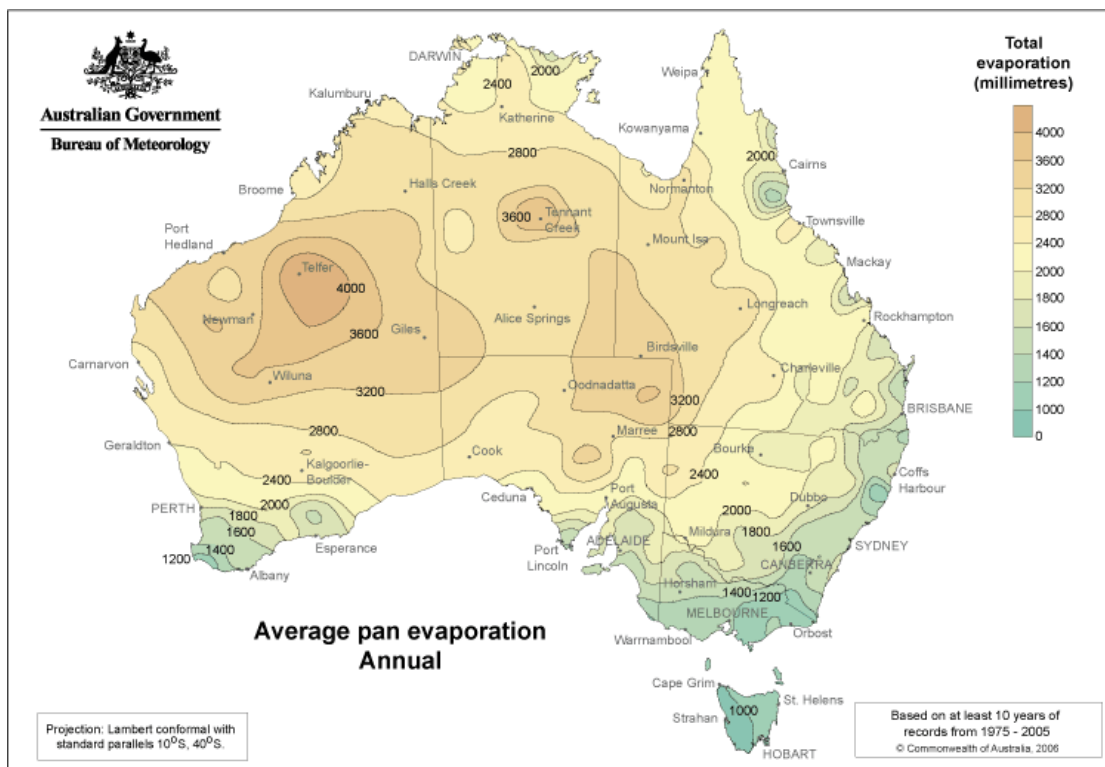 Australian Government
Bureau of Meteorology
Total
evaporation
(millimetres)
4000
3600
3200
2800
2400
2000
1800
1600
1400
1200
1000
0
DARWIN
2000
2400
Weipa
Kalumburu
Katherine
Kowanyama
2800
2000
Cairns
Halls Creek
Normanton
Broome
3600
Tennant
Creek
Townsville
Port
Hedland
Mount Isa
Telfer
Mackay
4000
Newman
Alice Springs
Longreach
Rockhampton
3600
Giles
Birdsville
Carnarvon
Wiluna
Charleville
3200
Oodnadatta
3200
BRISBANE
Geraldton
2800
Marree
2800
Cook
Bourke
Kalgoorlie-
Boulder
2400
2400
Coffs
Harbour
PERTH
2000
Ceduna
Port
Augusta
Dubbo
1800
2000
1600
Mildura
1800
1200
1400
Esperance
ADELAIDE
1600
SYDNEY
Albany
Port
Lincoln
CANBERRA
Horsham
1400
1200
MELBOURNE
Orbost
Warrnambool
Average pan evaporation
Annual
Cape Grim
St. Helens
1000
Strahan
HOBART
Projection: Lambert conformal with
standard parallels 10°S, 40°S.
Based on at least 10 years of
records from 1975 - 2005
© Commonwealth of Australia, 2006